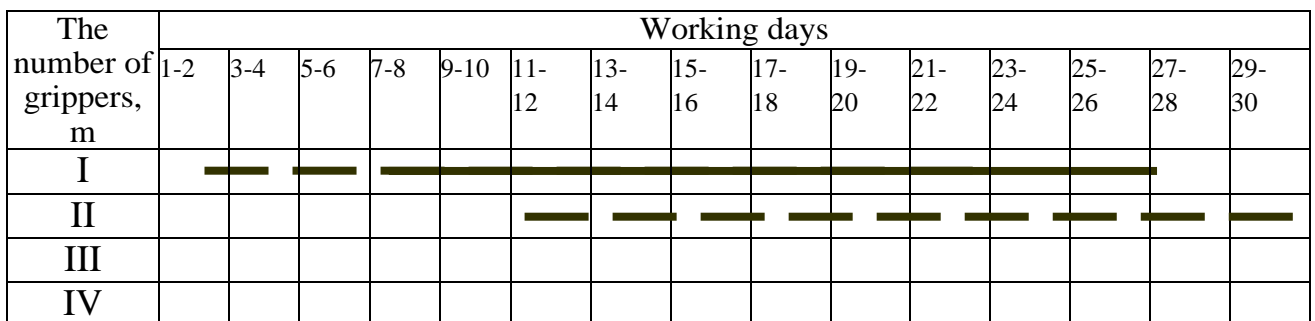 The number of grippers, m
Working days
1-2 3-4 5-6 7-8 9-10 11-12 13-14 15-16 17-18 19-20 21-22 23-24 25-26 27-28 29-30
I
II
III
IV